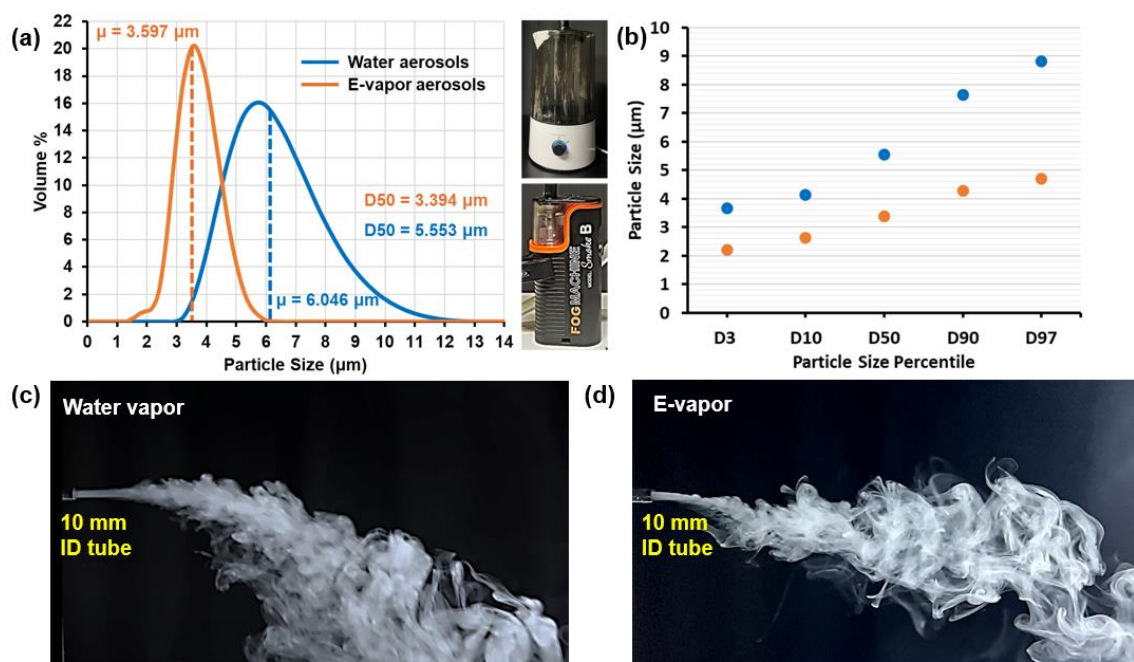 (a)
μ = 3.597 μm
Water aerosols
E-vapor aerosols
D50 = 3.394 μm
D50 = 5.553 μm
μ = 6.046 μm
Volume %
22
20
18
16
14
12
10
8
6
4
2
0
0 1 2 3 4 5 6 7 8 9 10 11 12 13 14
Particle Size (μm)
FOG MACHINE
MODEL Smoke B
(b)
Particle Size (μm)
10
9
8
7
6
5
4
3
2
1
0
D3 D10 D50 D90 D97
Particle Size Percentile
(c)
Water vapor
10 mm
ID tube
(d)
E-vapor
10 mm
ID tube